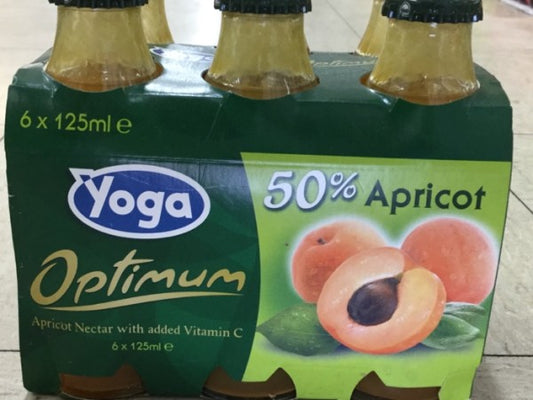 6 x 125ml e
Yoga
50% Apricot
Optimum
Apricot Nectar with added Vitamin C
6 x 125ml e